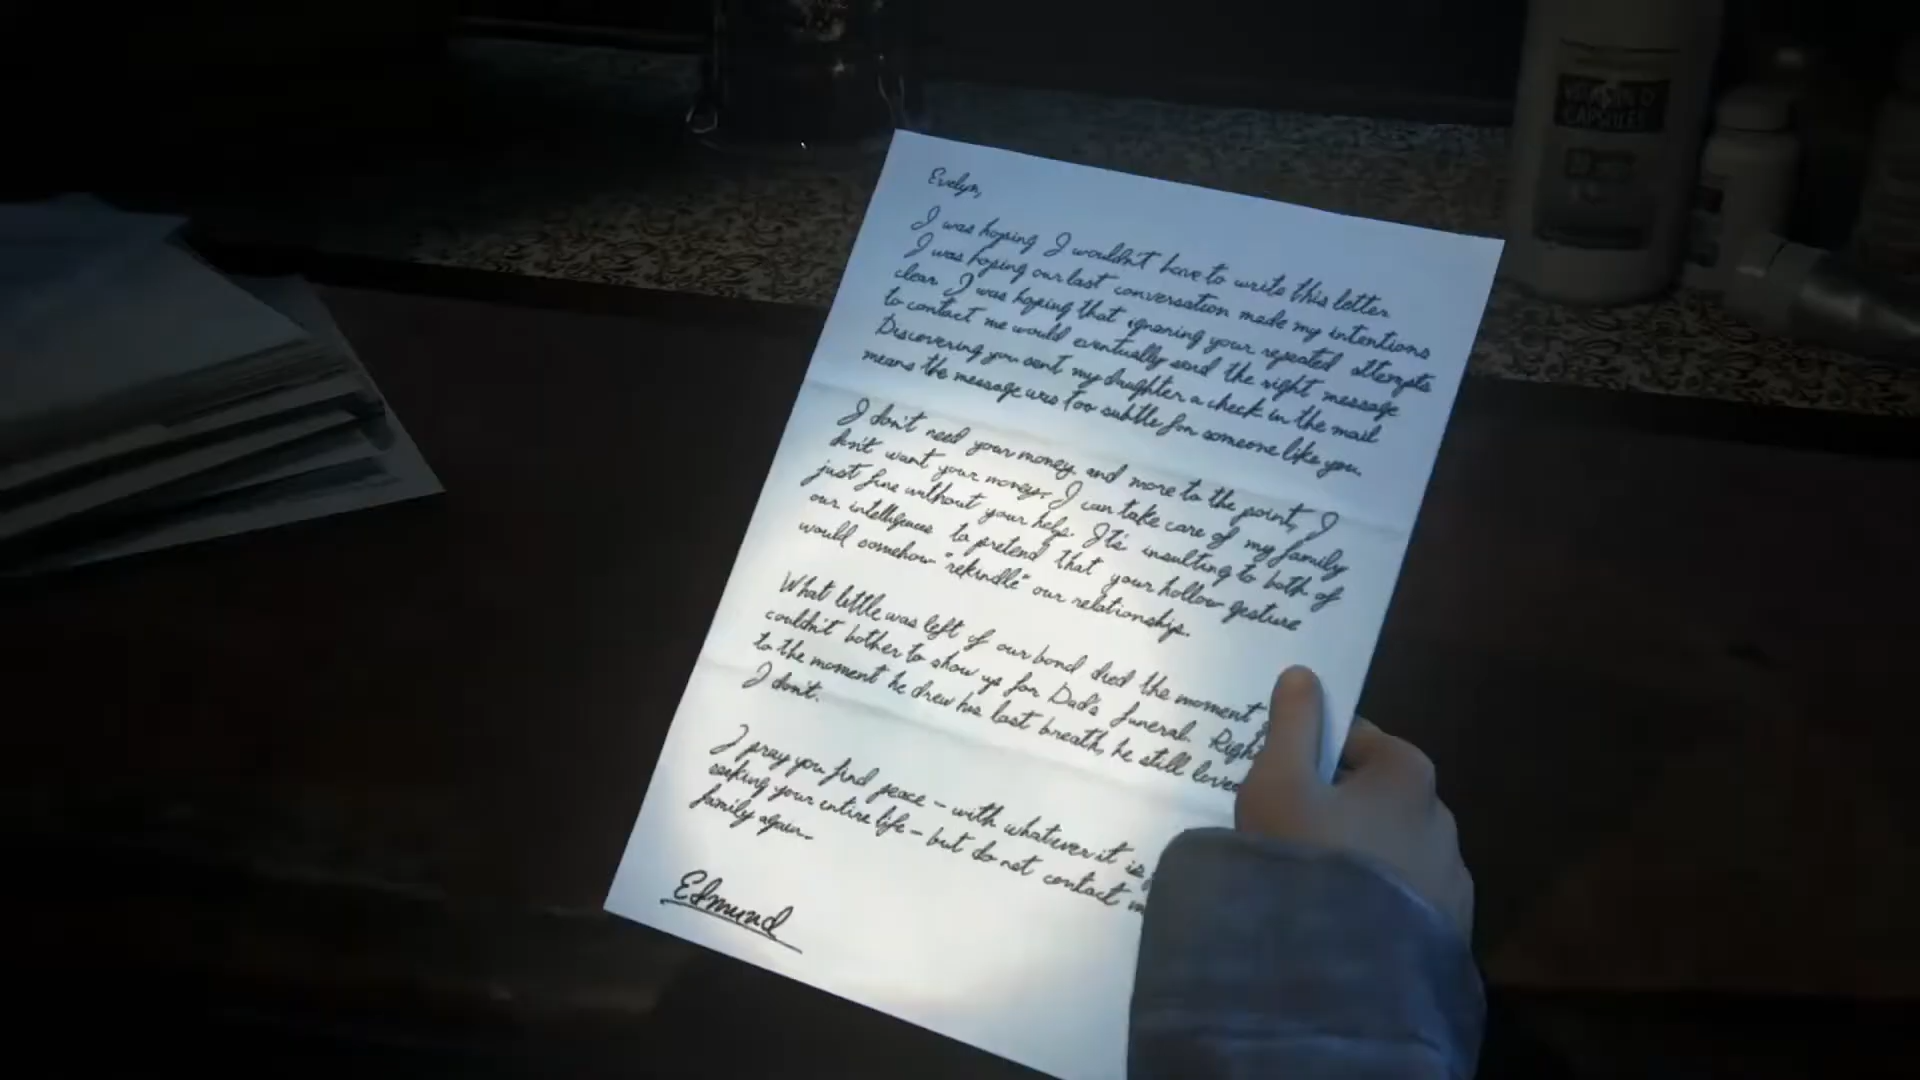 VITAMIN D
CAPSULES
Evelyn,
I was hoping I wouldn't have to write this letter.
I was hoping our last conversation made my intentions
clear. I was hoping that ignoring your repeated attempts
to contact me would eventually send the right message.
Discovering you sent my daughter a check in the mail
means the message was too subtle for someone like you.
I don't need your money, and more to the point, I
don't want your money. I can take care of my family
just fine without your help. It's insulting to both of
our intelligences to pretend that your hollow gesture
would somehow "rekindle" our relationship.
What little was left of our bond died the moment
couldn't bother to show up for Dad's funeral. Right
to the moment he drew his last breath, he still loved
I don't.
I pray you find peace - with whatever it is
seeking your entire life - but do not contact
family again.
Edmund